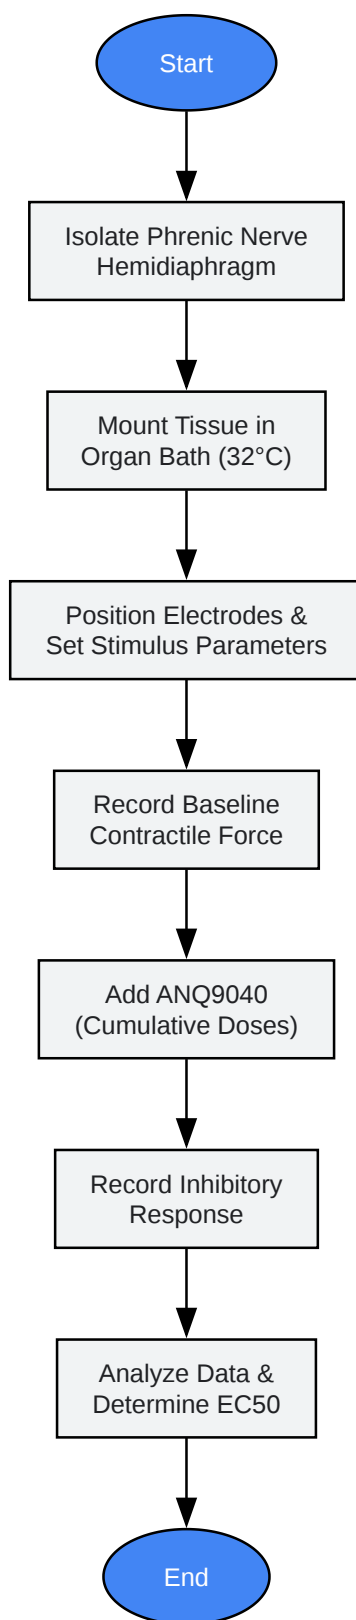 Start
Isolate Phrenic Nerve
Hemidiaphragm
Mount Tissue in
Organ Bath (32°C)
Position Electrodes &
Set Stimulus Parameters
Record Baseline
Contractile Force
Add ANQ9040
(Cumulative Doses)
Record Inhibitory
Response
Analyze Data &
Determine EC50
End